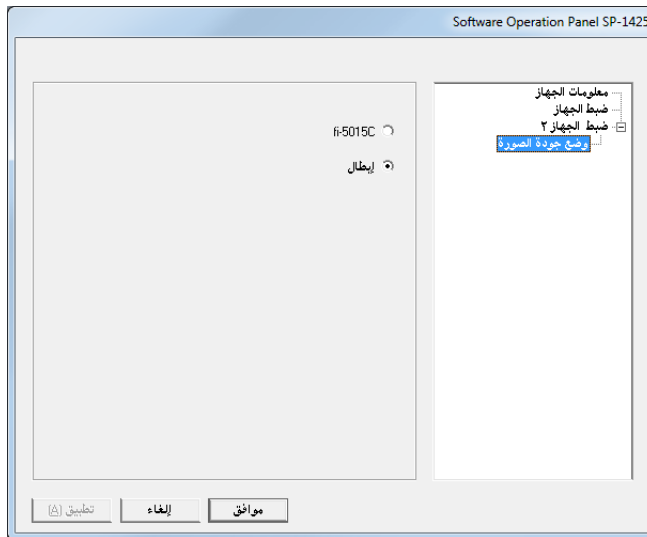 Software Operation Panel SP-1425
معلومات الجهاز
ضبط الجهاز
ضبط الجهاز ٢
وضع جودة الصورة
fi-5015C
إبطال
موافق
إلغاء
تطبيق (A)